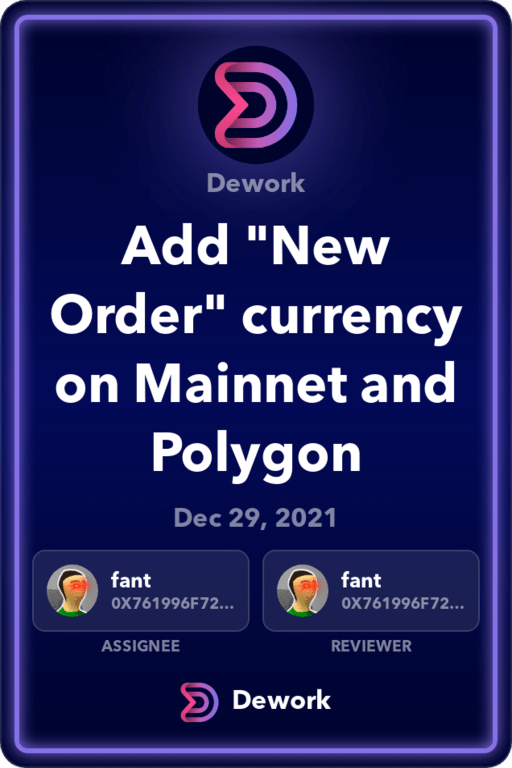 Dework
Add "New
Order" currency
on Mainnet and
Polygon
Dec 29, 2021
fant
0X761996F72...
ASSIGNEE
fant
0X761996F72...
REVIEWER
Dework